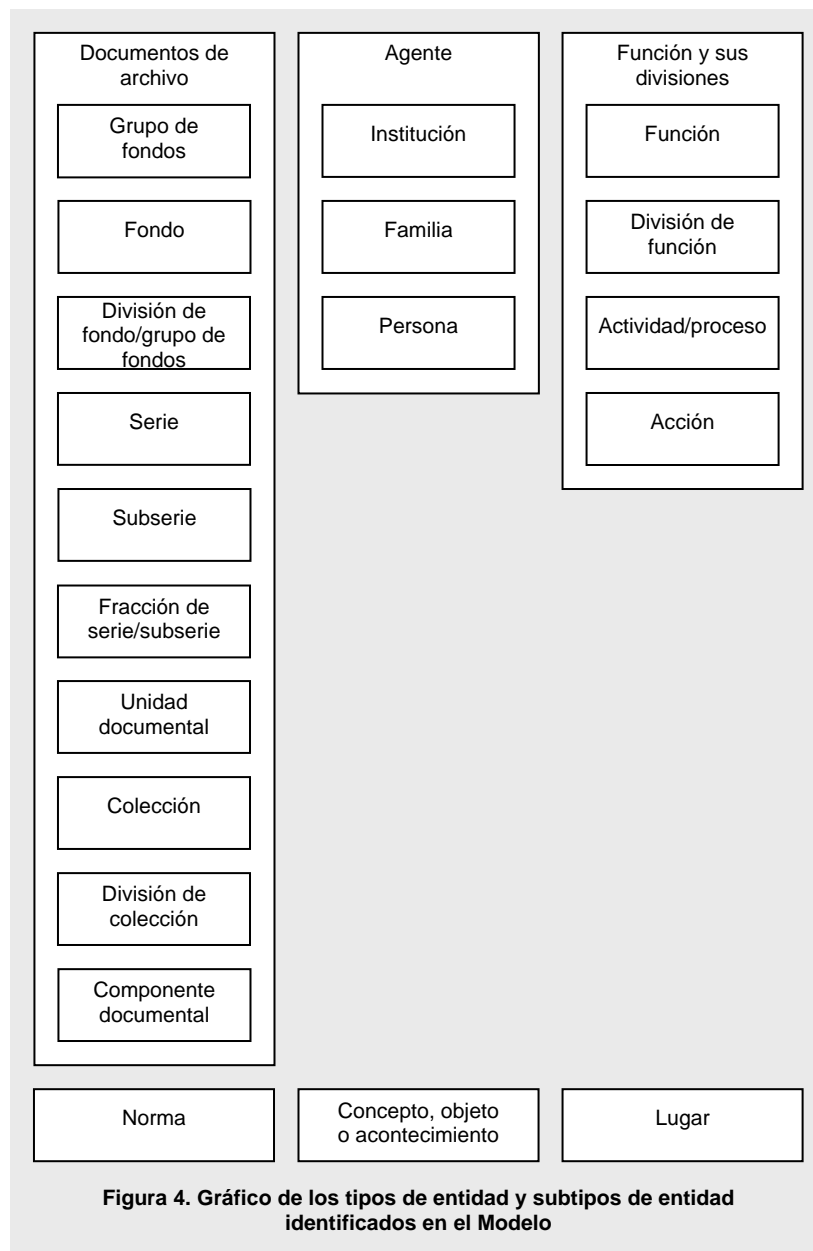 Documentos de
archivo
Grupo de
fondos
Fondo
División de
fondo/grupo de
fondos
Serie
Subserie
Fracción de
serie/subserie
Unidad
documental
Colección
División de
colección
Componente
documental
Agente
Institución
Familia
Persona
Función y sus
divisiones
Función
División de
función
Actividad/proceso
Acción
Norma
Concepto, objeto
o acontecimiento
Lugar
Figura 4. Gráfico de los tipos de entidad y subtipos de entidad
identificados en el Modelo